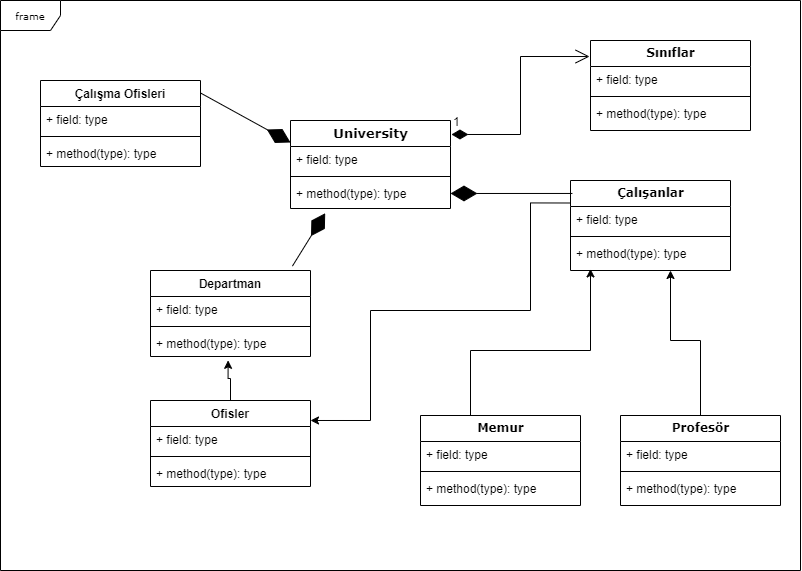 frame
Sınıflar
+ field: type
+ method(type): type
Çalışma Ofisleri
+ field: type
+ method(type): type
1
University
+ field: type
+ method(type): type
Çalışanlar
+ field: type
+ method(type): type
Departman
+ field: type
+ method(type): type
Ofisler
+ field: type
+ method(type): type
Memur
+ field: type
+ method(type): type
Profesör
+ field: type
+ method(type): type